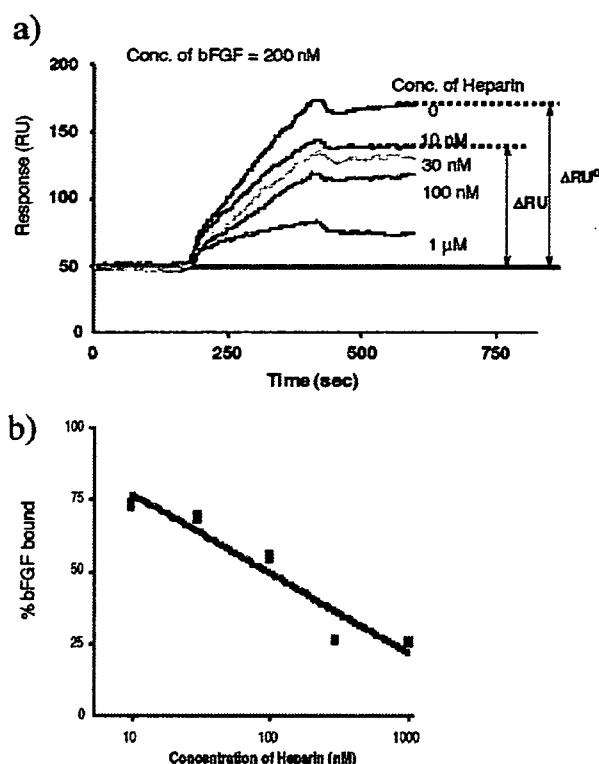 a)
Conc. of bFGF = 200 nM
Response (RU)
200
150
100
50
0
Conc. of Heparin
0
10 nM
30 nM
100 nM
1 µM
ΔRU
ΔRUº
0
250
500
750
Time (sec)
b)
% bFGF bound
100
75
50
25
0
10
100
1000
Concentration of Heparin (nM)